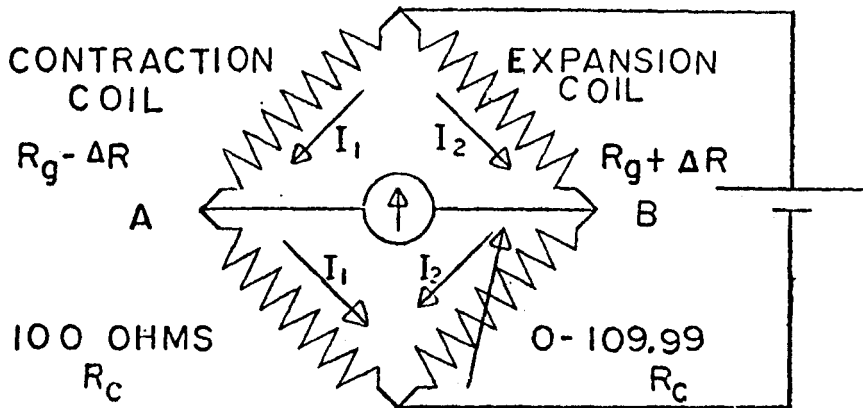 CONTRACTION
COIL
EXPANSION
COIL
I₁
I₂
Rg - ΔR
Rg + ΔR
A
B
I₁
I₂
100 OHMS
RC
0-109.99
RC